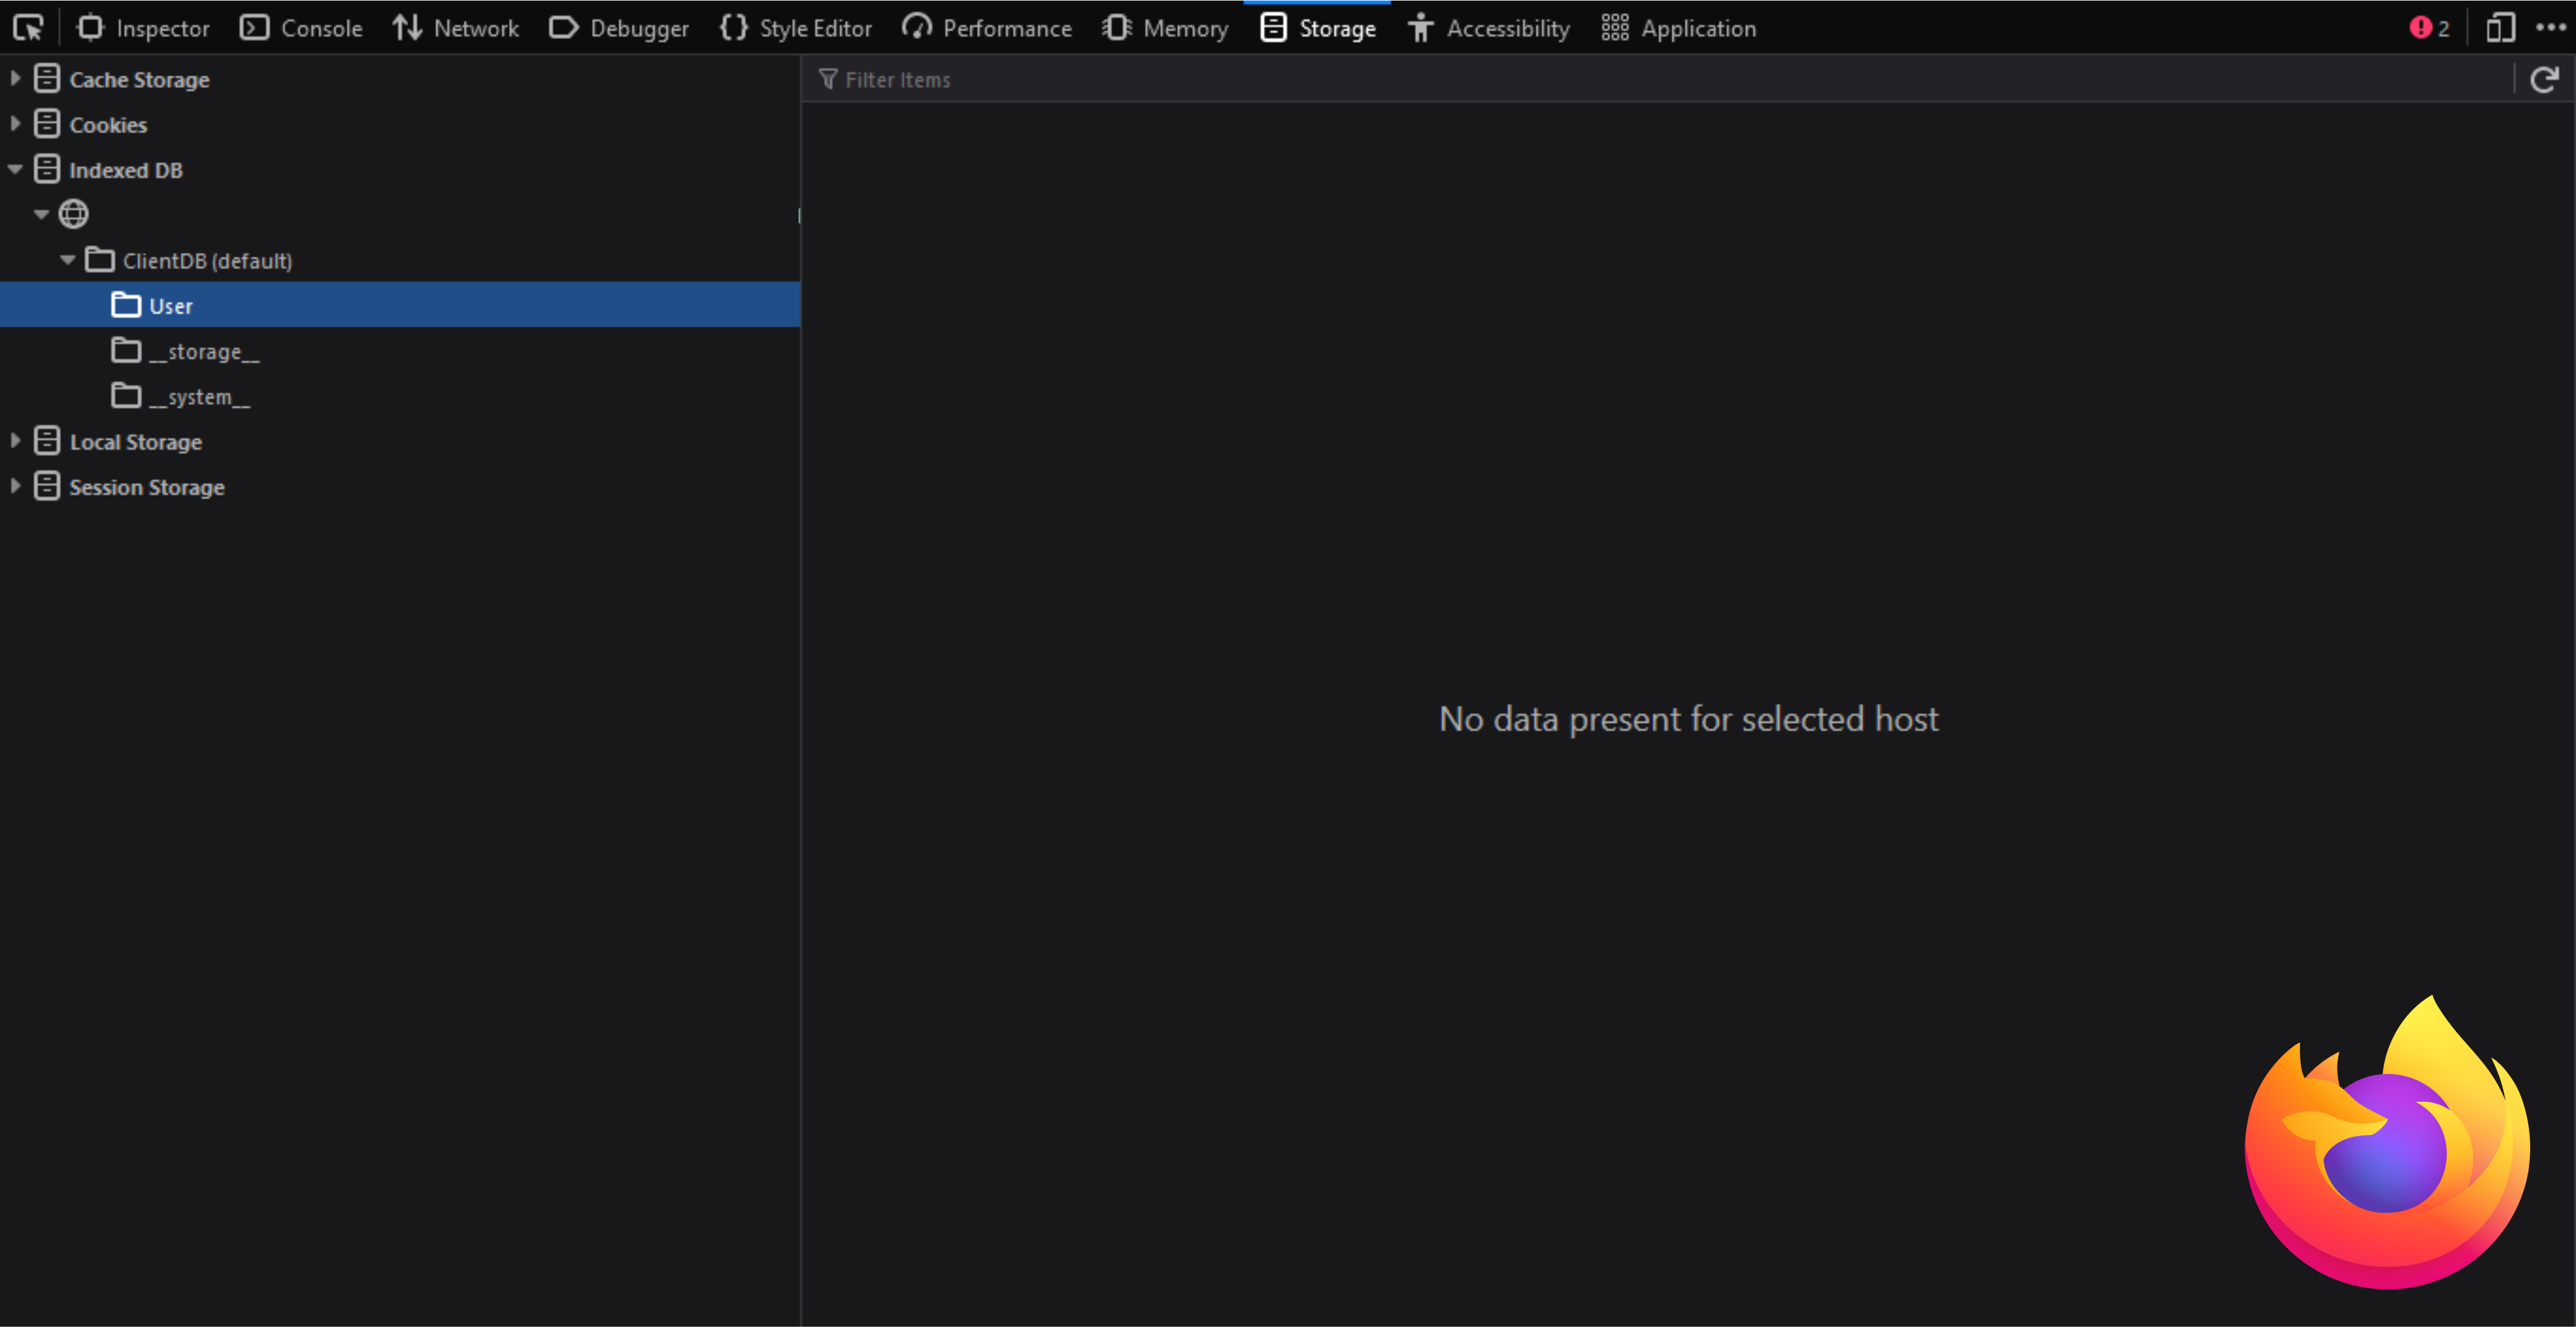 Inspector Console Network Debugger Style Editor Performance Memory Storage Accessibility Application 2
Filter Items
Cache Storage
Cookies
Indexed DB
ClientDB (default)
User
__storage__
__system__
Local Storage
Session Storage
No data present for selected host